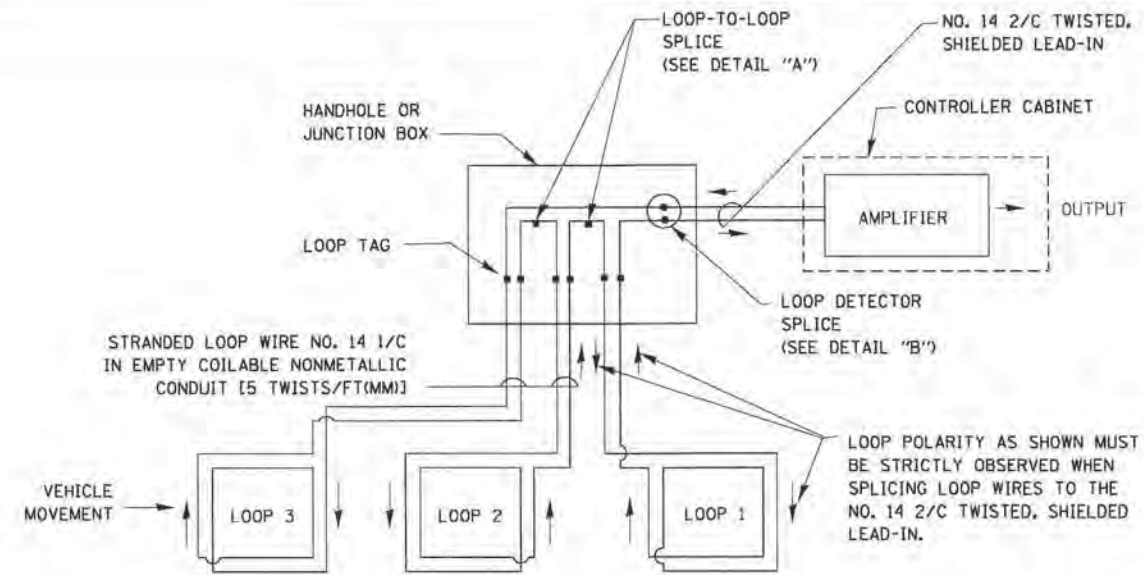 LOOP-TO-LOOP
SPLICE
(SEE DETAIL "A")
NO. 14 2/C TWISTED,
SHIELDED LEAD-IN
HANDHOLE OR
JUNCTION BOX
CONTROLLER CABINET
AMPLIFIER
OUTPUT
LOOP TAG
LOOP DETECTOR
SPLICE
(SEE DETAIL "B")
STRANDED LOOP WIRE NO. 14 1/C
IN EMPTY COILABLE NONMETALLIC
CONDUIT [5 TWISTS/FT(MM)]
LOOP POLARITY AS SHOWN MUST
BE STRICTLY OBSERVED WHEN
SPLICING LOOP WIRES TO THE
NO. 14 2/C TWISTED, SHIELDED
LEAD-IN.
VEHICLE
MOVEMENT
LOOP 3
LOOP 2
LOOP 1